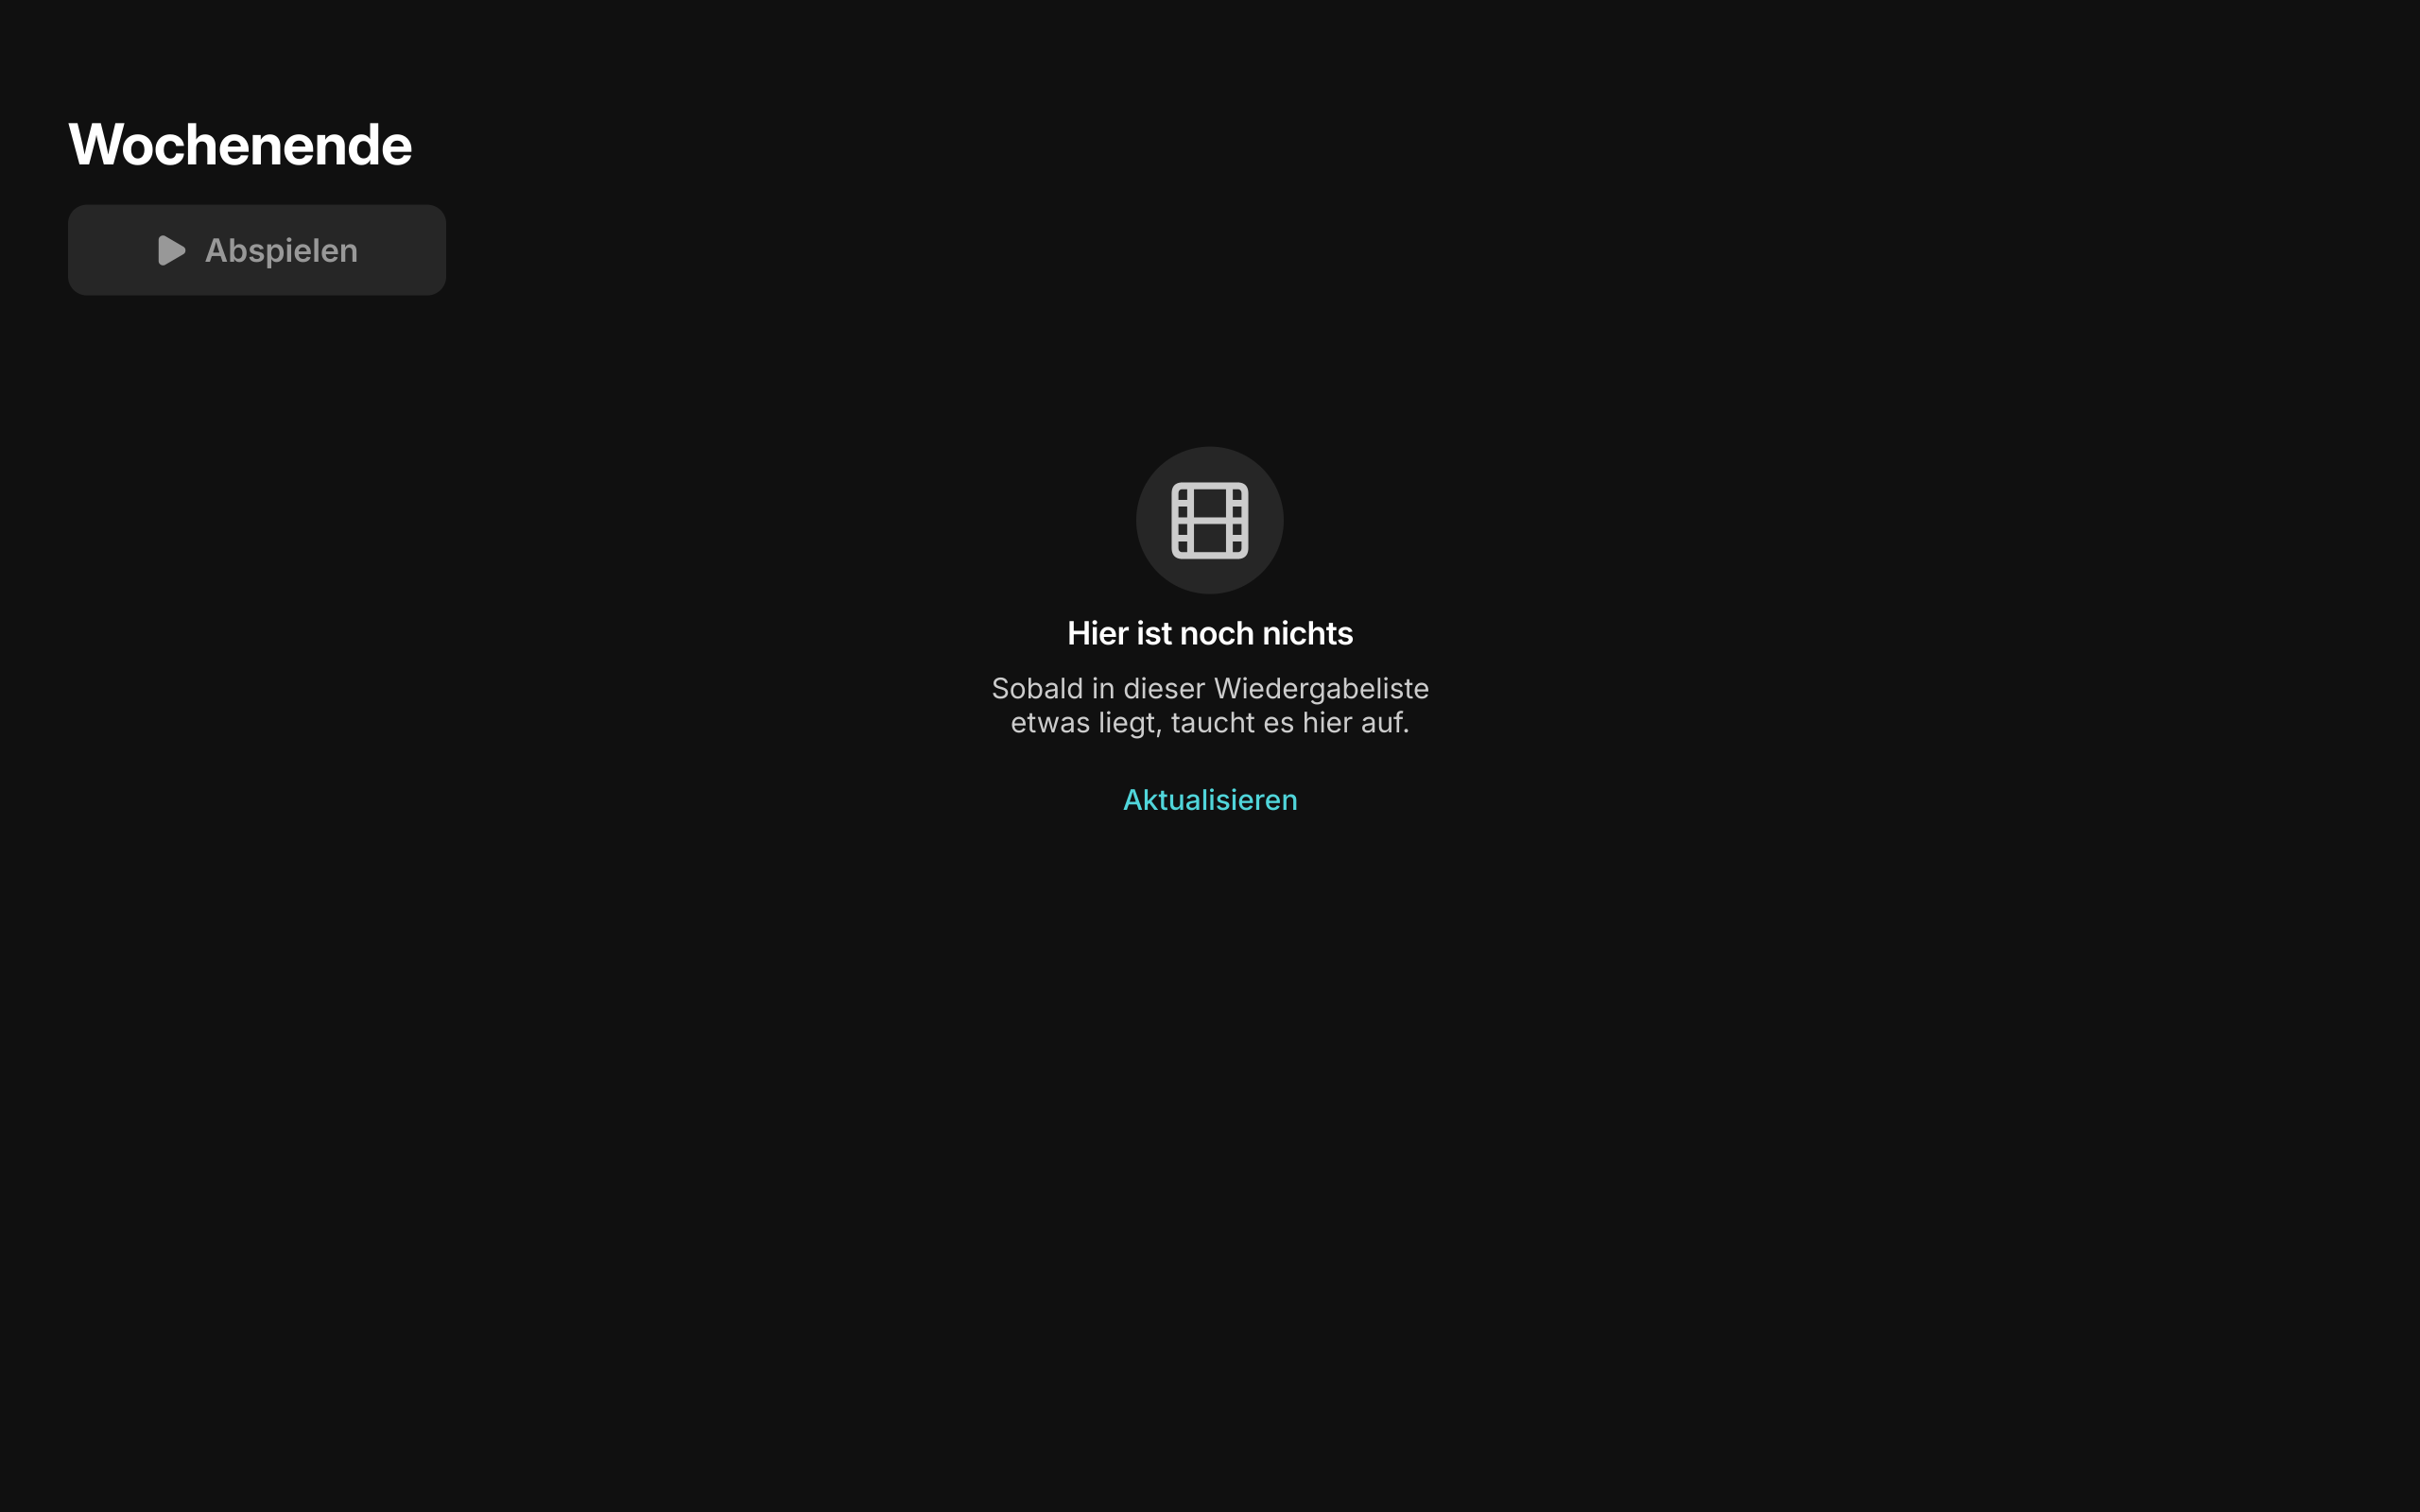 Wochenende
Abspielen
Hier ist noch nichts
Sobald in dieser Wiedergabeliste
etwas liegt, taucht es hier auf.
Aktualisieren